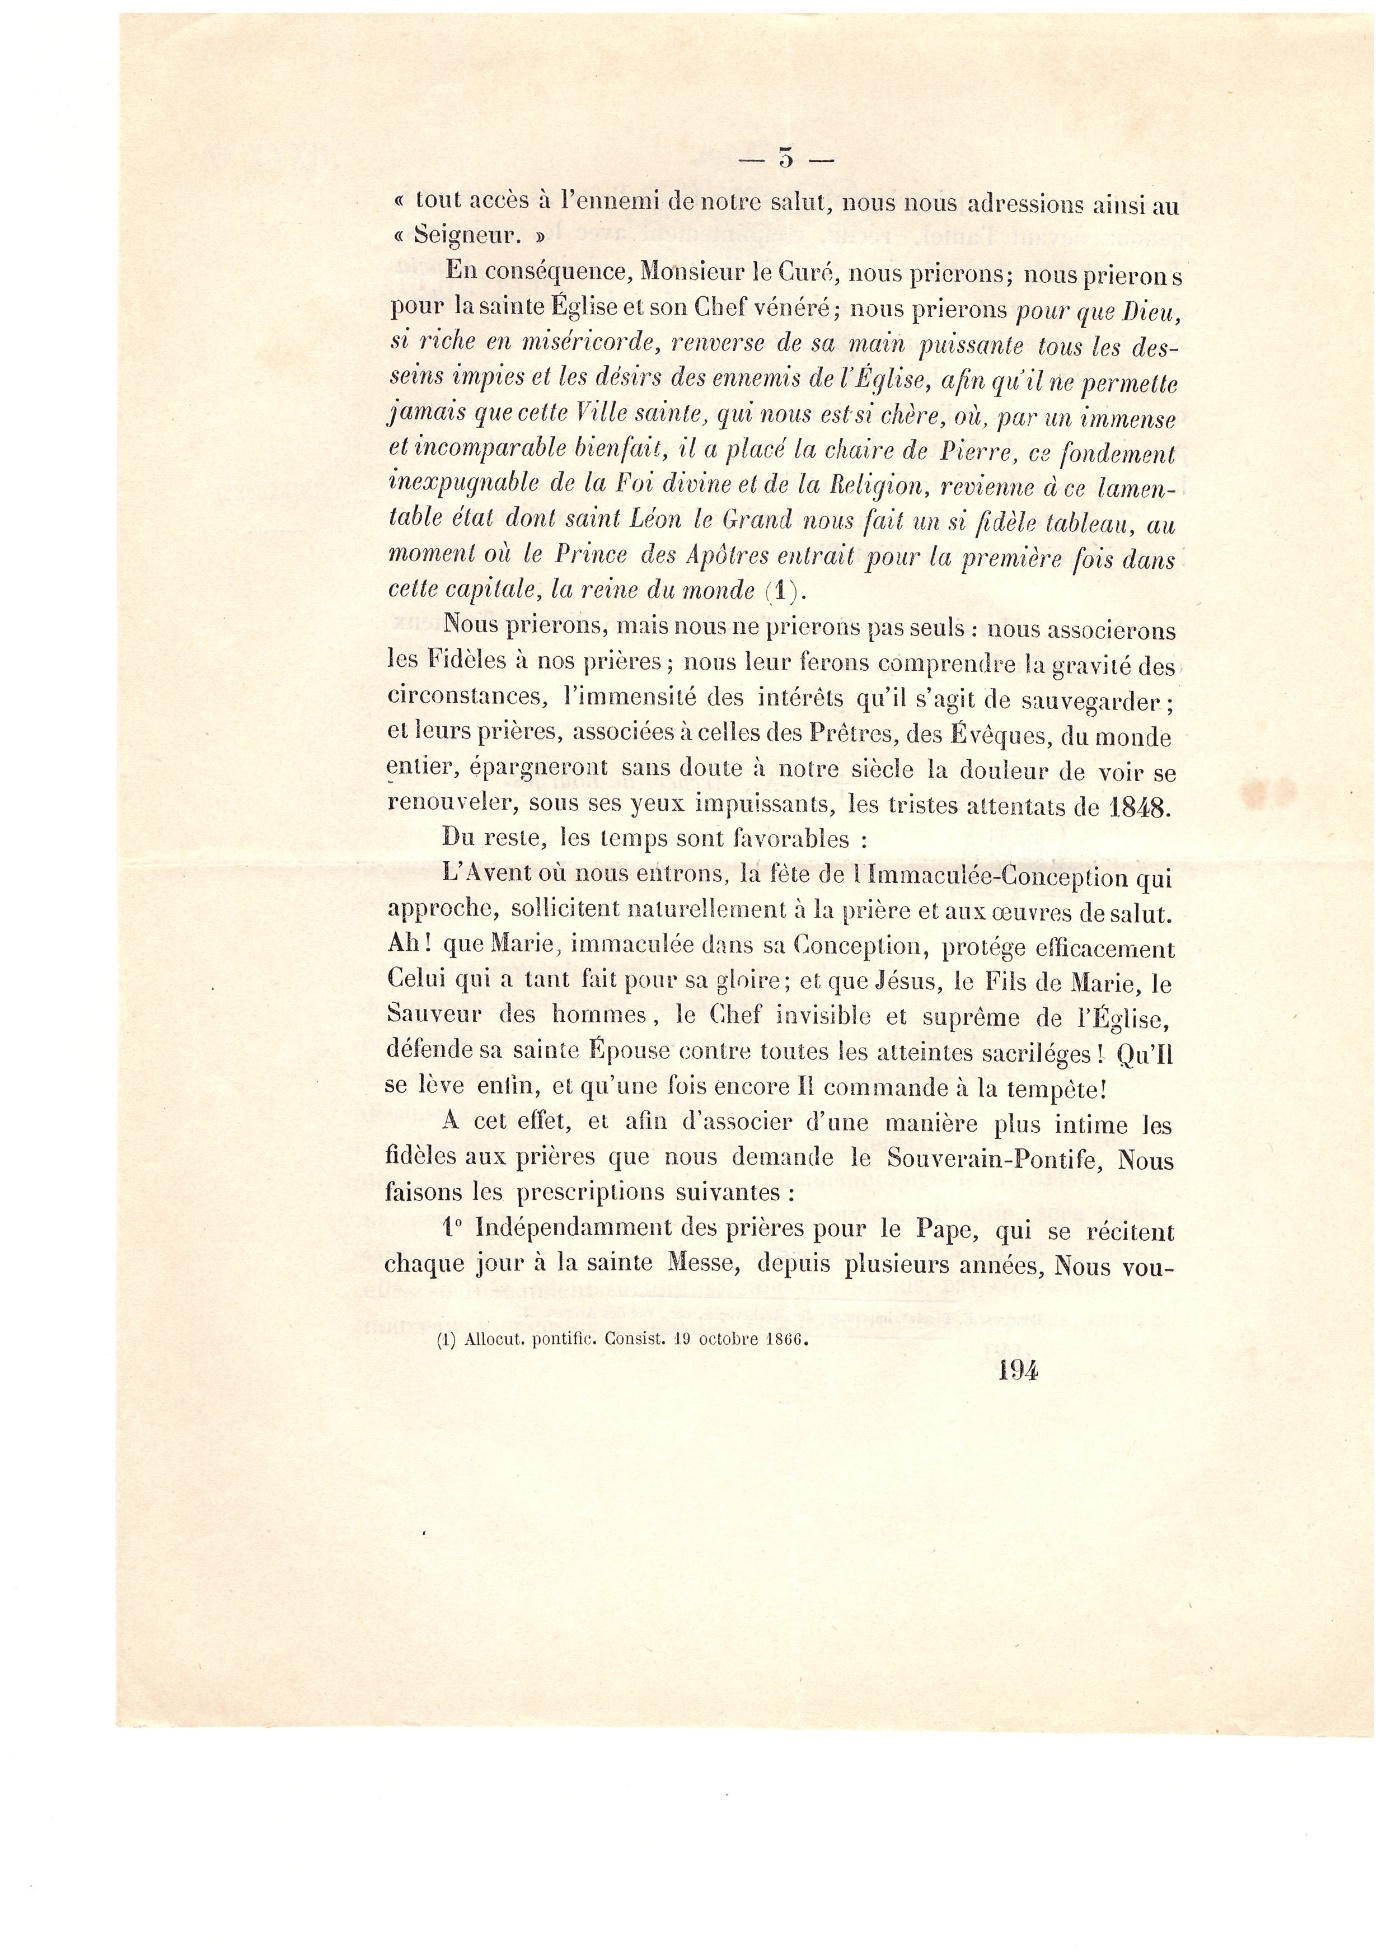 — 3 —
« tout accès à l'ennemi de notre salut, nous nous adressions ainsi au
« Seigneur. »
En conséquence, Monsieur le Curé, nous prierons; nous prierons
pour la sainte Église et son Chef vénéré; nous prierons pour que Dieu,
si riche en miséricorde, renverse de sa main puissante tous les des-
seins impies et les désirs des ennemis de l'Église, afin qu'il ne permette
jamais que cette Ville sainte, qui nous est si chère, où, par un immense
et incomparable bienfait, il a placé la chaire de Pierre, ce fondement
inexpugnable de la Foi divine et de la Religion, revienne à ce lamen-
table état dont saint Léon le Grand nous fait un si fidèle tableau, au
moment où le Prince des Apôtres entrait pour la première fois dans
cette capitale, la reine du monde (1).
Nous prierons, mais nous ne prierons pas seuls : nous associerons
les Fidèles à nos prières; nous leur ferons comprendre la gravité des
circonstances, l'immensité des intérêts qu'il s'agit de sauvegarder;
et leurs prières, associées à celles des Prêtres, des Évêques, du monde
entier, épargneront sans doute à notre siècle la douleur de voir se
renouveler, sous ses yeux impuissants, les tristes attentats de 1848.
Du reste, les temps sont favorables :
L'Avent où nous entrons, la fête de l Immaculée-Conception qui
approche, sollicitent naturellement à la prière et aux œuvres de salut.
Ah! que Marie, immaculée dans sa Conception, protége efficacement
Celui qui a tant fait pour sa gloire; et que Jésus, le Fils de Marie, le
Sauveur des hommes, le Chef invisible et suprême de l'Église,
défende sa sainte Épouse contre toutes les atteintes sacriléges! Qu'Il
se lève enfin, et qu'une fois encore Il commande à la tempête!
A cet effet, et afin d'associer d'une manière plus intime les
fidèles aux prières que nous demande le Souverain-Pontife, Nous
faisons les prescriptions suivantes :
1° Indépendamment des prières pour le Pape, qui se récitent
chaque jour à la sainte Messe, depuis plusieurs années, Nous vou-
(1) Allocut. pontific. Consist. 19 octobre 1866.
194